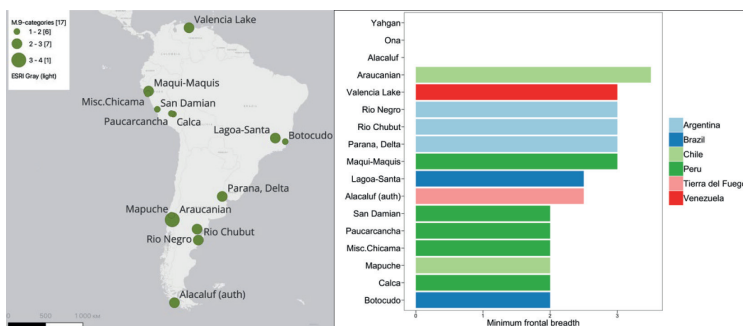 M.9-categories [17]
1 - 2 [6]
2 - 3 [7]
3 - 4 [1]
ESRI Gray (light)
Valencia Lake
Maqui-Maquis
Misc.Chicama
San Damian
Paucarcancha
Calca
Lagoa-Santa
Botocudo
Parana, Delta
Mapuche
Araucanian
Rio Chubut
Rio Negro
Alacaluf (auth)
0 500 1 000
Yahgan
Ona
Alacaluf
Araucanian
Valencia Lake
Rio Negro
Rio Chubut
Parana, Delta
Maqui-Maquis
Lagoa-Santa
Alacaluf (auth)
San Damian
Paucarcancha
Misc.Chicama
Mapuche
Calca
Botocudo
0 1 2 3
Minimum frontal breadth
Argentina
Brazil
Chile
Peru
Tierra del Fuego
Venezuela